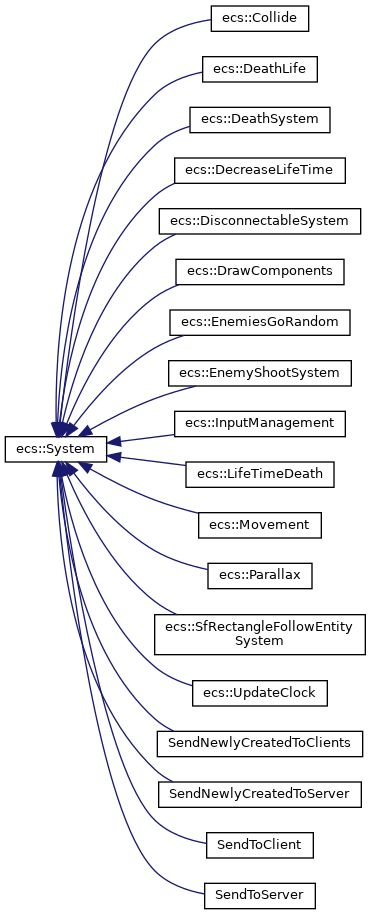 ecs::Collide
ecs::DeathLife
ecs::DeathSystem
ecs::DecreaseLifeTime
ecs::DisconnectableSystem
ecs::DrawComponents
ecs::EnemiesGoRandom
ecs::EnemyShootSystem
ecs::InputManagement
ecs::System
ecs::LifeTimeDeath
ecs::Movement
ecs::Parallax
ecs::SfRectangleFollowEntity
System
ecs::UpdateClock
SendNewlyCreatedToClients
SendNewlyCreatedToServer
SendToClient
SendToServer